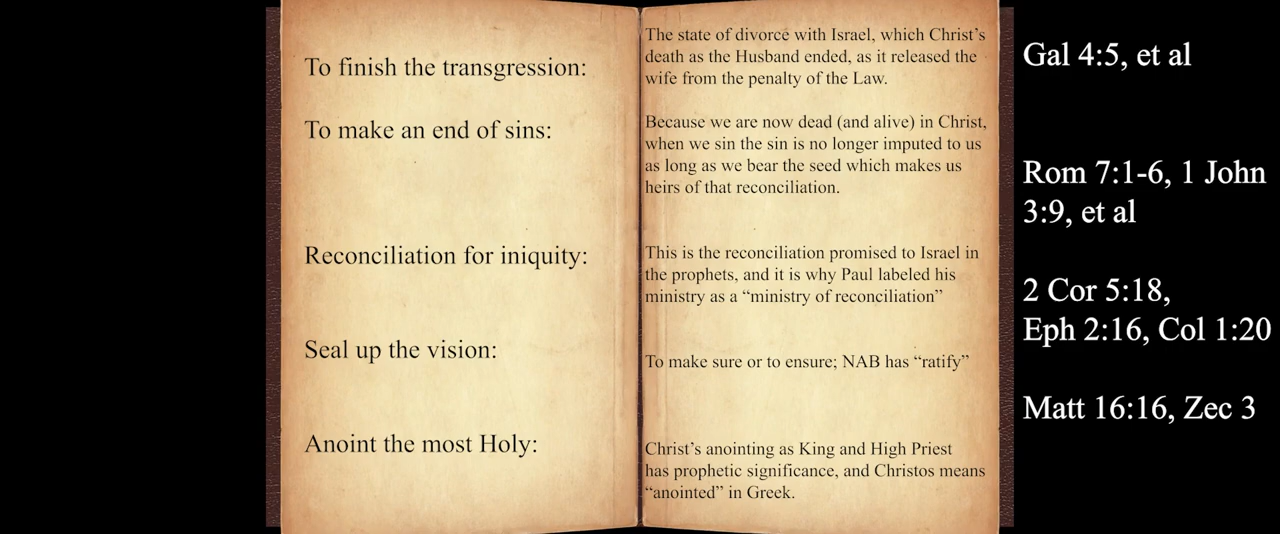 To finish the transgression:
The state of divorce with Israel, which Christ's
death as the Husband ended, as it released the
wife from the penalty of the Law.
Gal 4:5, et al
To make an end of sins:
Because we are now dead (and alive) in Christ,
when we sin the sin is no longer imputed to us
as long as we bear the seed which makes us
heirs of that reconciliation.
Rom 7:1-6, 1 John
3:9, et al
Reconciliation for iniquity:
This is the reconciliation promised to Israel in
the prophets, and it is why Paul labeled his
ministry as a “ministry of reconciliation”
2 Cor 5:18,
Eph 2:16, Col 1:20
Seal up the vision:
To make sure or to ensure; NAB has “ratify”
Anoint the most Holy:
Christ's anointing as King and High Priest
has prophetic significance, and Christos means
“anointed” in Greek.
Matt 16:16, Zec 3